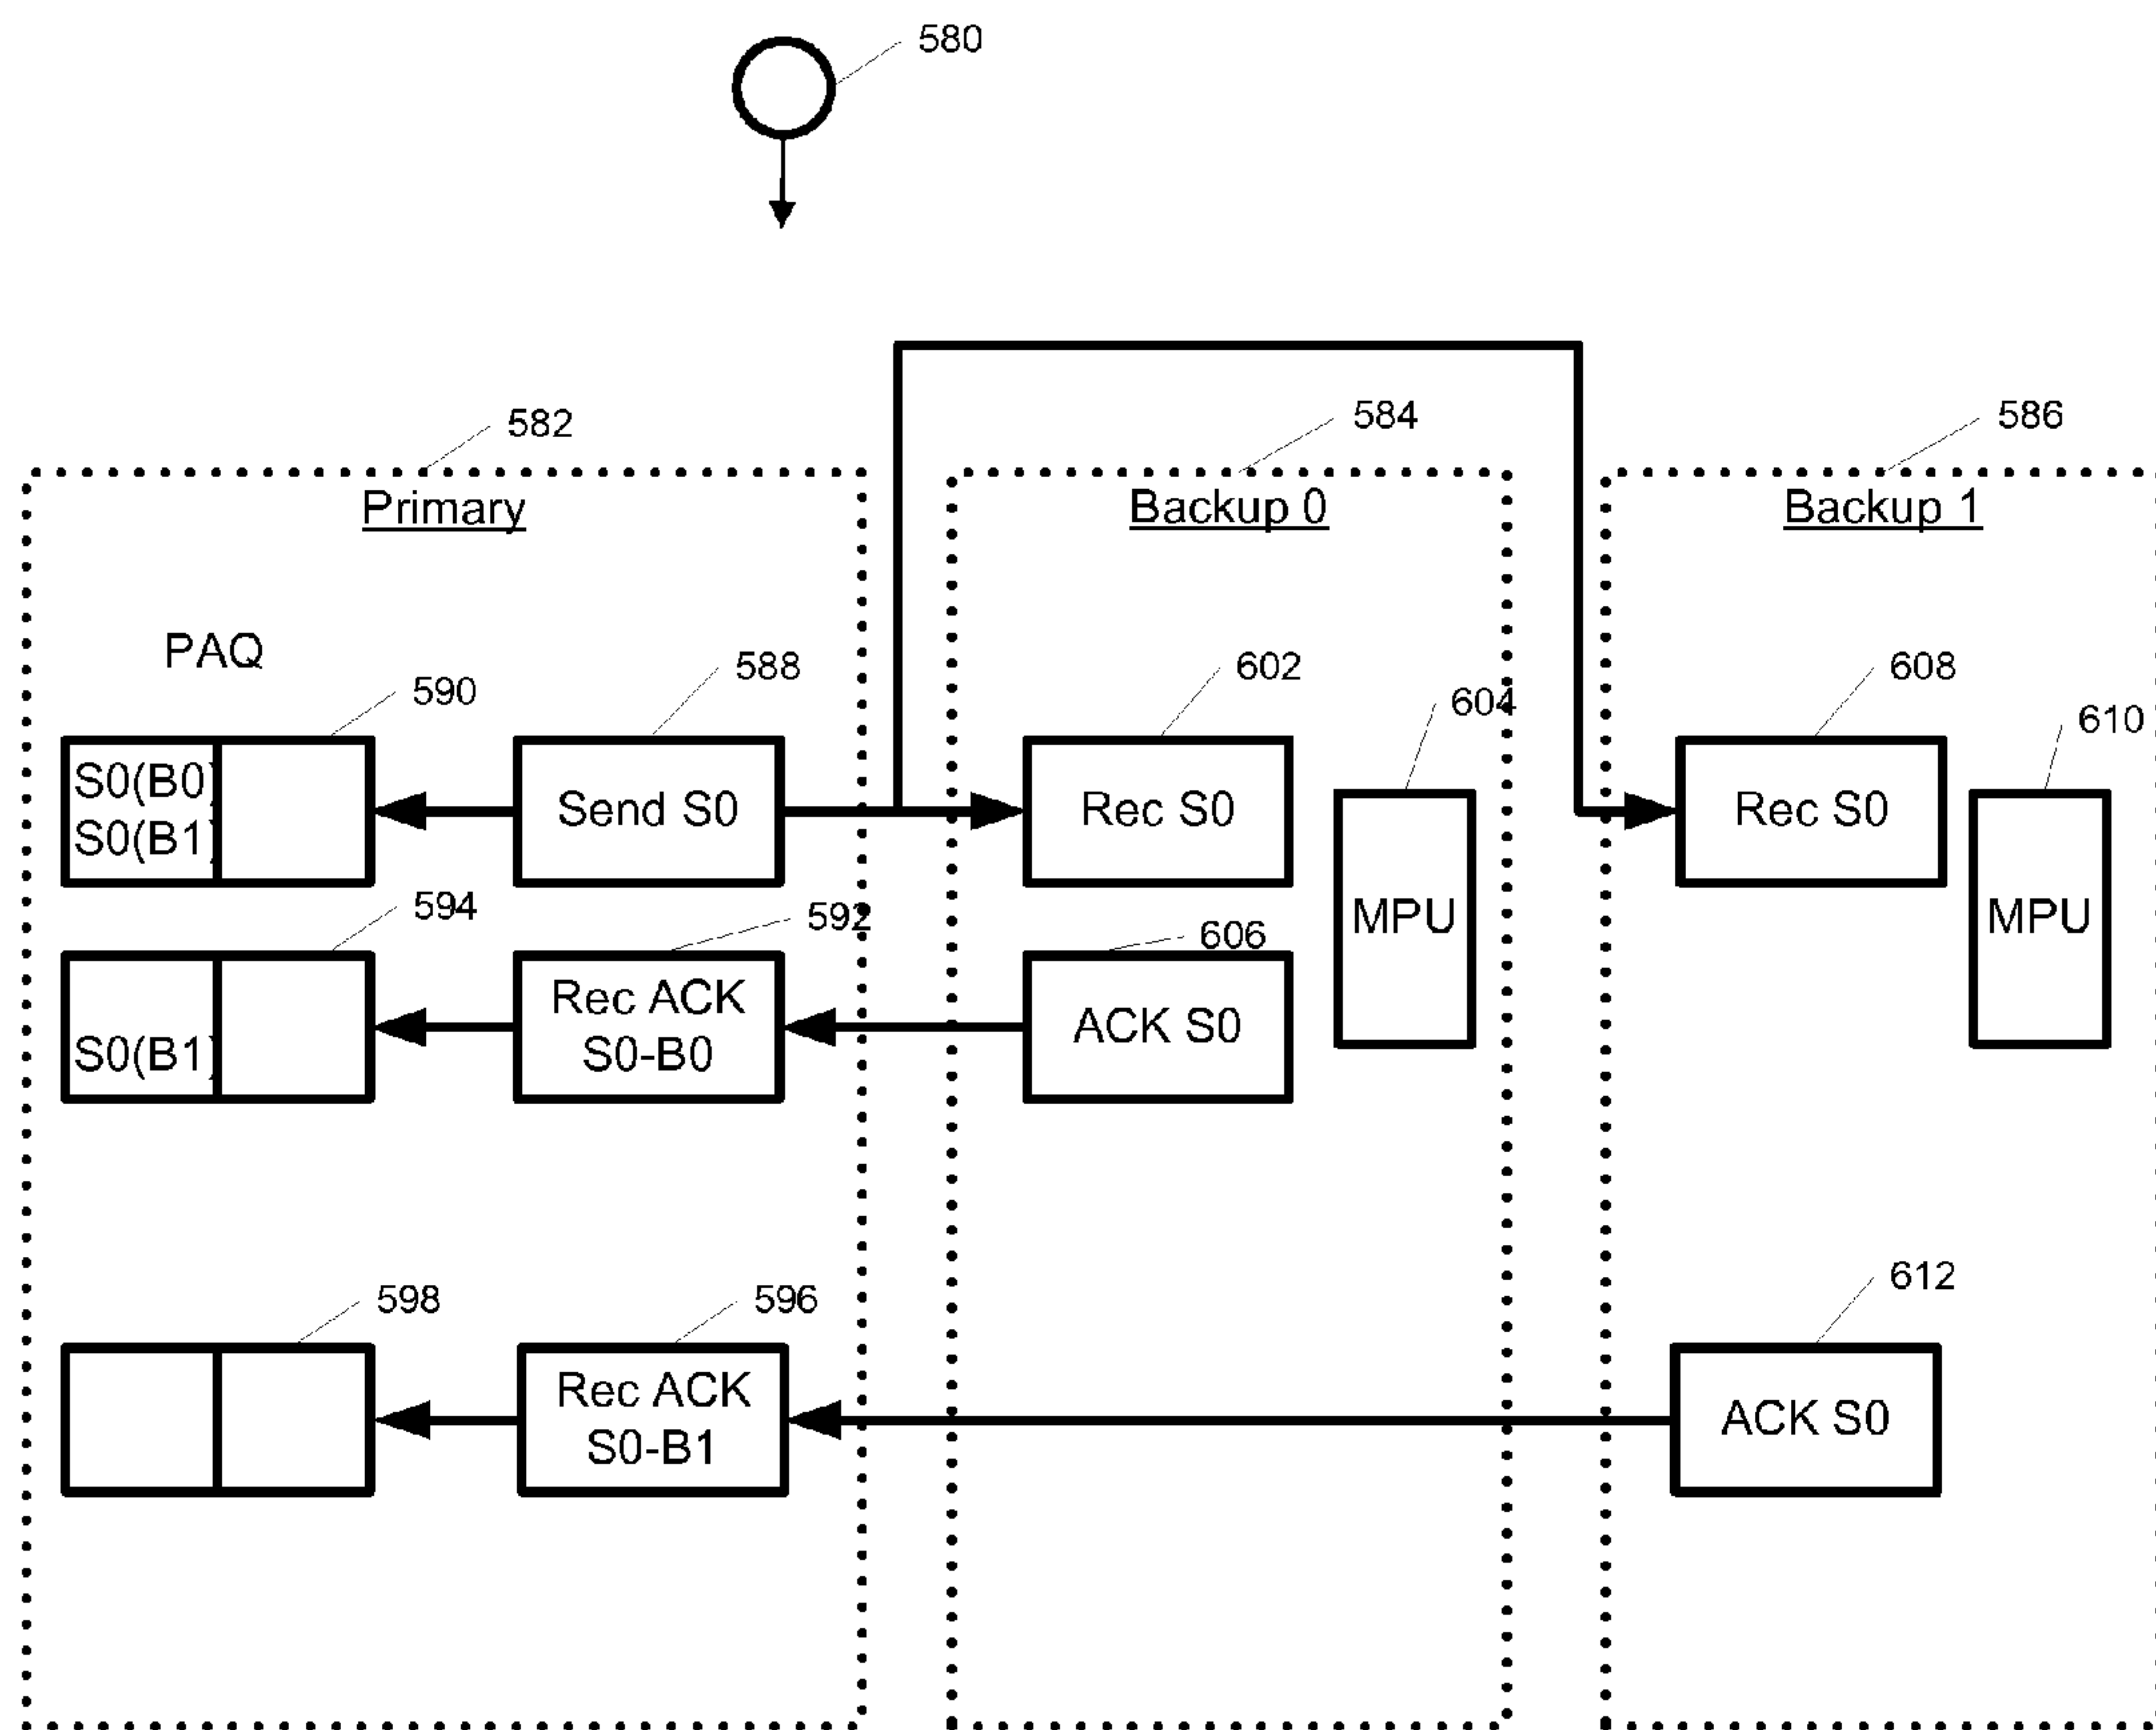 580
582
584
586
Primary
Backup 0
Backup 1
PAQ
590
588
602
604
608
610
S0(B0)
S0(B1)
Send S0
Rec S0
MPU
Rec S0
MPU
594
592
606
S0(B1)
Rec ACK
S0-B0
ACK S0
598
596
612
Rec ACK
S0-B1
ACK S0